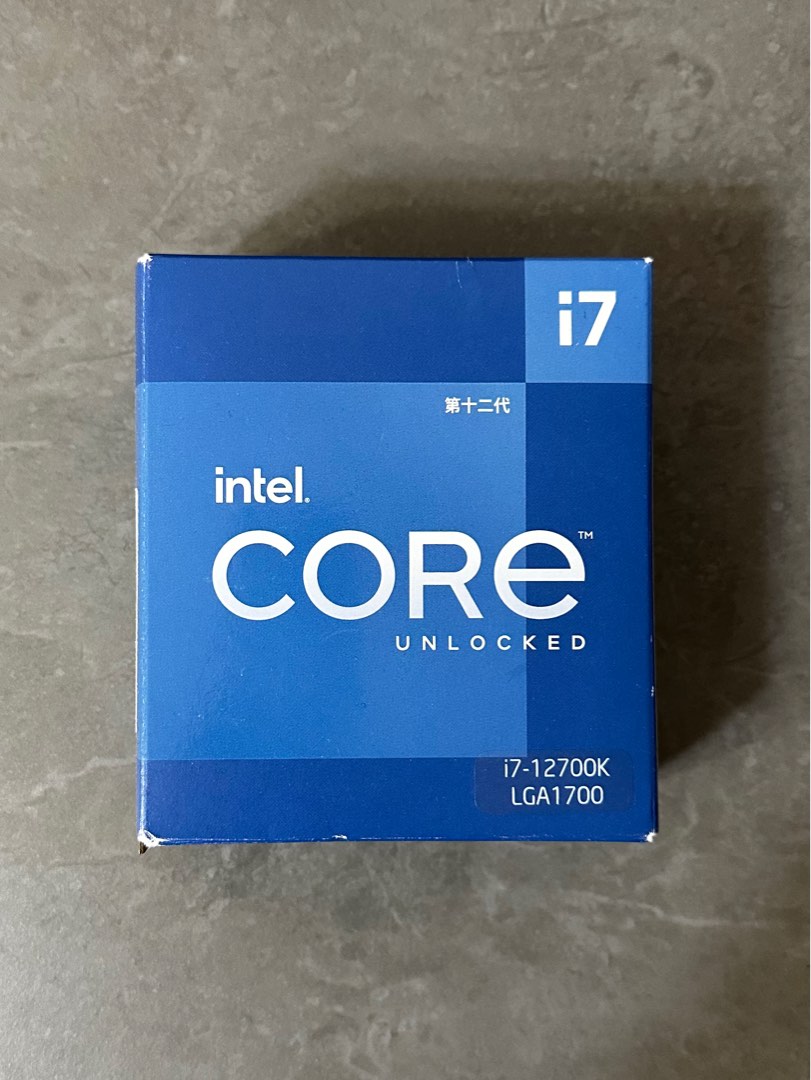 i7
第十二代
intel.
CORe™
UNLOCKED
i7-12700K
LGA1700